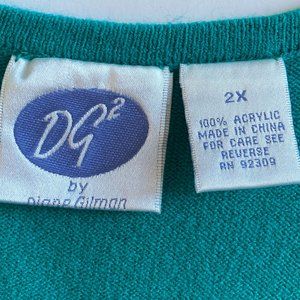 DG2
by
Diane Gilman
2X
100% ACRYLIC
MADE IN CHINA
FOR CARE SEE
REVERSE
RN 92309